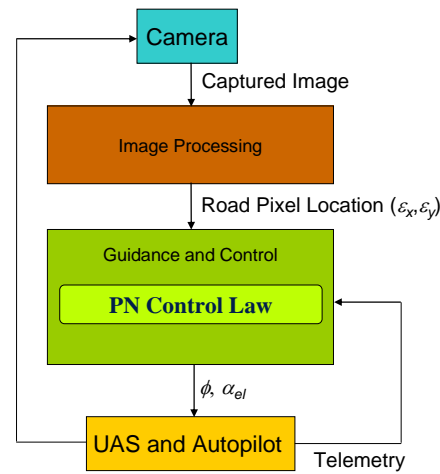 Camera
Captured Image
Image Processing
Road Pixel Location (εx,εy)
Guidance and Control
PN Control Law
ϕ, αel
UAS and Autopilot
Telemetry